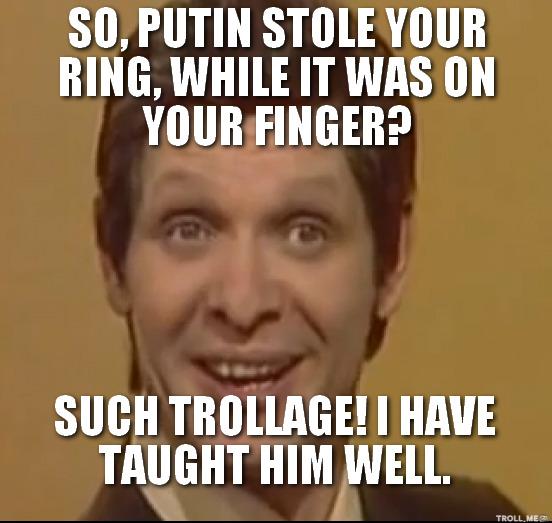 SO, PUTIN STOLE YOUR
RING, WHILE IT WAS ON
YOUR FINGER?
SUCH TROLLAGE! I HAVE
TAUGHT HIM WELL.
TROLL.ME